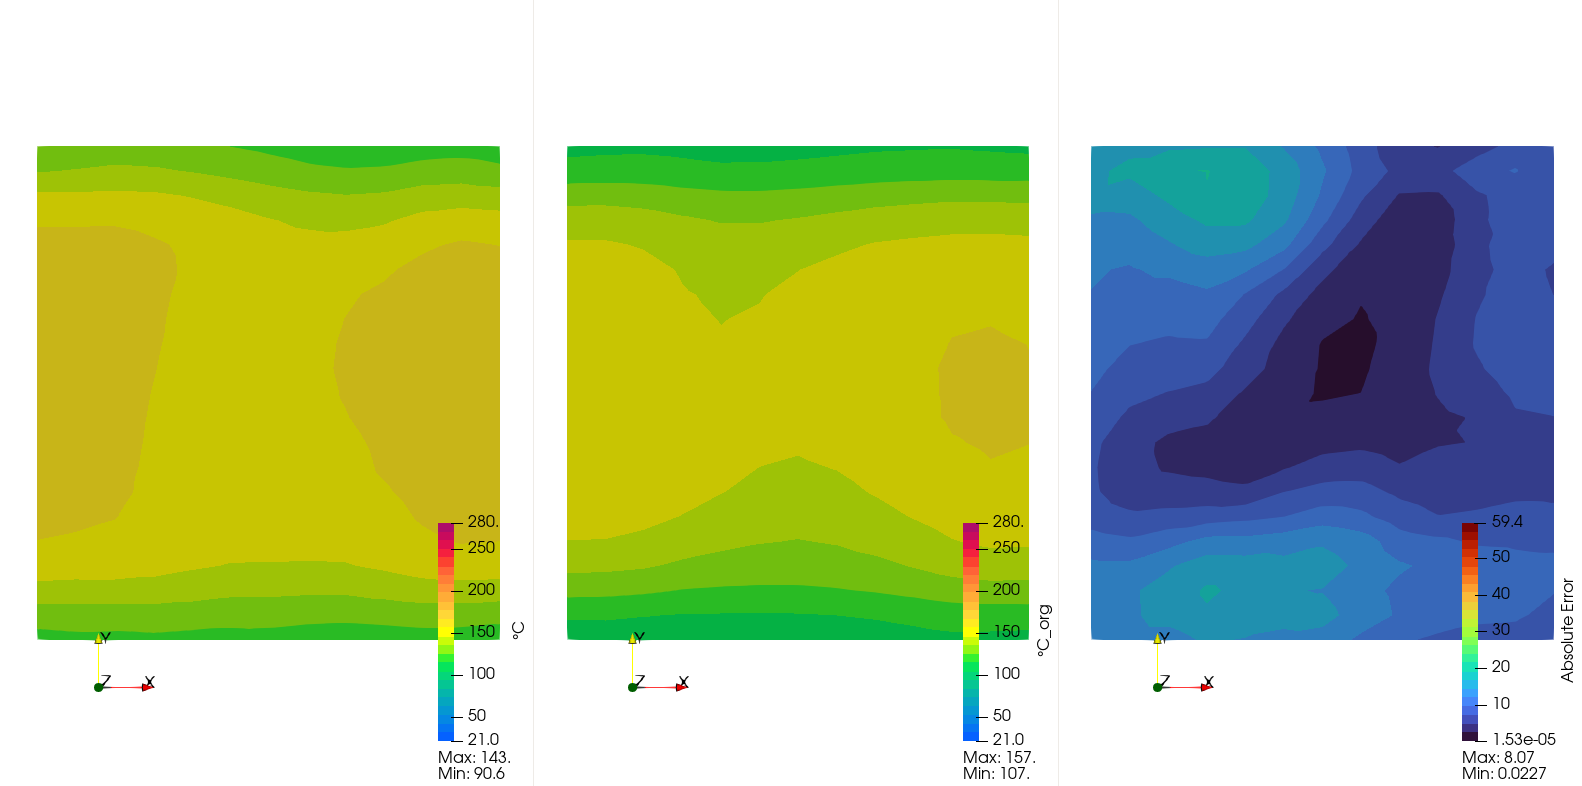 280.
250
200
150
100
50
21.0
°C
Max: 143.
Min: 90.6
Y
Z
X
280.
250
200
150
100
50
21.0
°C_org
Max: 157.
Min: 107.
Y
Z
X
59.4
50
40
30
20
10
1.53e-05
Absolute Error
Max: 8.07
Min: 0.0227
Y
Z
X